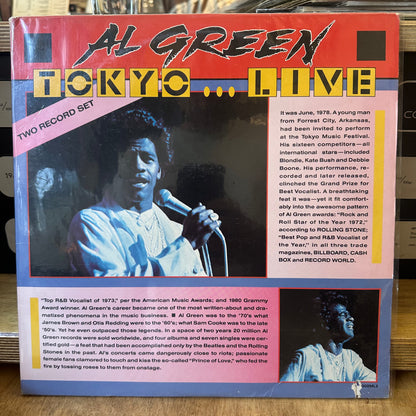 AL GREEN
TOKYO...LIVE
TWO RECORD SET
It was June, 1978. A young man
from Forrest City, Arkansas,
had been invited to perform
at the Tokyo Music Festival.
His sixteen competitors—all
international stars—included
Blondie, Kate Bush and Debbie
Boone. His performance, re-
corded and later released,
clinched the Grand Prize for
Best Vocalist. A breathtaking
feat it was—yet it fit comfort-
ably into the awesome pattern
of Al Green awards: "Rock and
Roll Star of the Year 1972,"
according to ROLLING STONE;
"Best Pop and R&B Vocalist of
the Year," in all three trade
magazines, BILLBOARD, CASH
BOX and RECORD WORLD.
"Top R&B Vocalist of 1973," per the American Music Awards; and 1980 Grammy
Award winner. Al Green's career became one of the most written-about and dra-
matized phenomena in the music business. ■ Al Green was to the '70's what
James Brown and Otis Redding were to the '60's; what Sam Cooke was to the late
'50's. Yet he even outpaced those legends. In a space of two years 20 million Al
Green records were sold worldwide, and four albums and seven singles were cer-
tified gold—a feat that had been accomplished only by the Beatles and the Rolling
Stones in the past. Al's concerts came dangerously close to riots; passionate
female fans clamored to touch and kiss the so-called "Prince of Love," who fed the
fire by tossing roses to them from onstage.